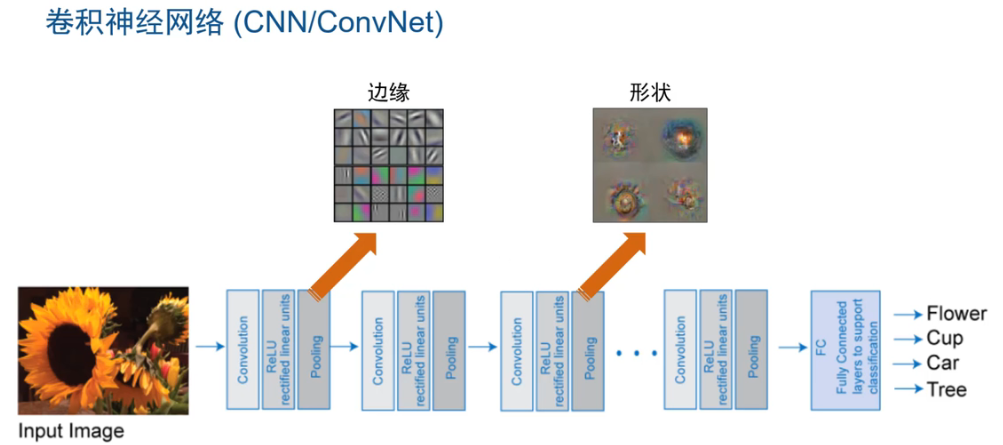 卷积神经网络 (CNN/ConvNet)
边缘
形状
Convolution
ReLU
rectified linear units
Pooling
Convolution
ReLU
rectified linear units
Pooling
Convolution
ReLU
rectified linear units
Pooling
Convolution
ReLU
rectified linear units
Pooling
FC
Fully Connected
layers to support
classification
Flower
Cup
Car
Tree
Input Image